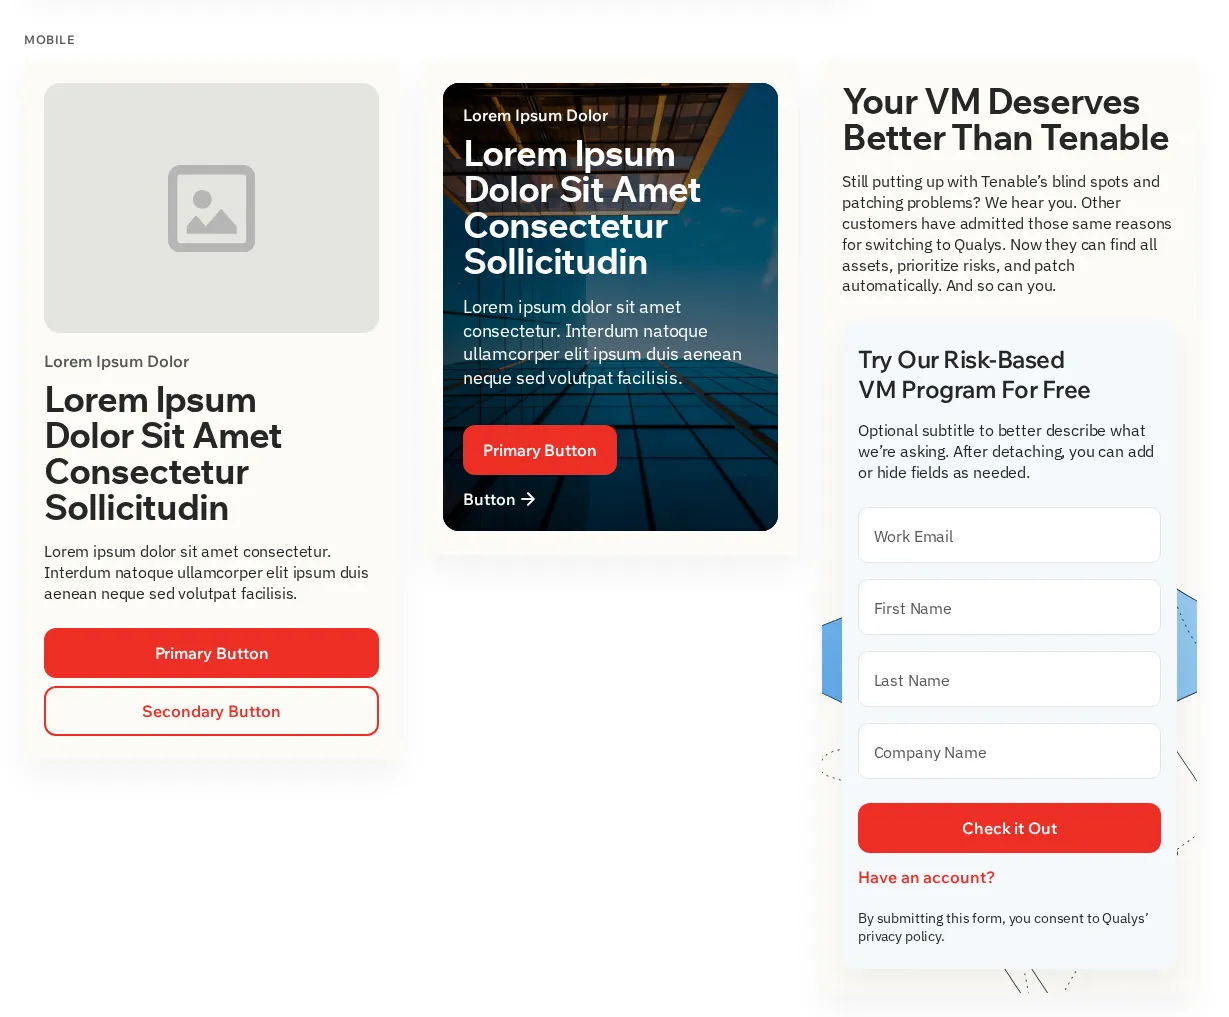 MOBILE
Lorem Ipsum Dolor
Lorem Ipsum
Dolor Sit Amet
Consectetur
Sollicitudin
Lorem ipsum dolor sit amet consectetur.
Interdum natoque ullamcorper elit ipsum duis
aenean neque sed volutpat facilisis.
Primary Button
Secondary Button
Lorem Ipsum Dolor
Lorem Ipsum
Dolor Sit Amet
Consectetur
Sollicitudin
Lorem ipsum dolor sit amet
consectetur. Interdum natoque
ullamcorper elit ipsum duis aenean
neque sed volutpat facilisis.
Primary Button
Button →
Your VM Deserves
Better Than Tenable
Still putting up with Tenable’s blind spots and
patching problems? We hear you. Other
customers have admitted those same reasons
for switching to Qualys. Now they can find all
assets, prioritize risks, and patch
automatically. And so can you.
Try Our Risk-Based
VM Program For Free
Optional subtitle to better describe what
we’re asking. After detaching, you can add
or hide fields as needed.
Work Email
First Name
Last Name
Company Name
Check it Out
Have an account?
By submitting this form, you consent to Qualys’
privacy policy.